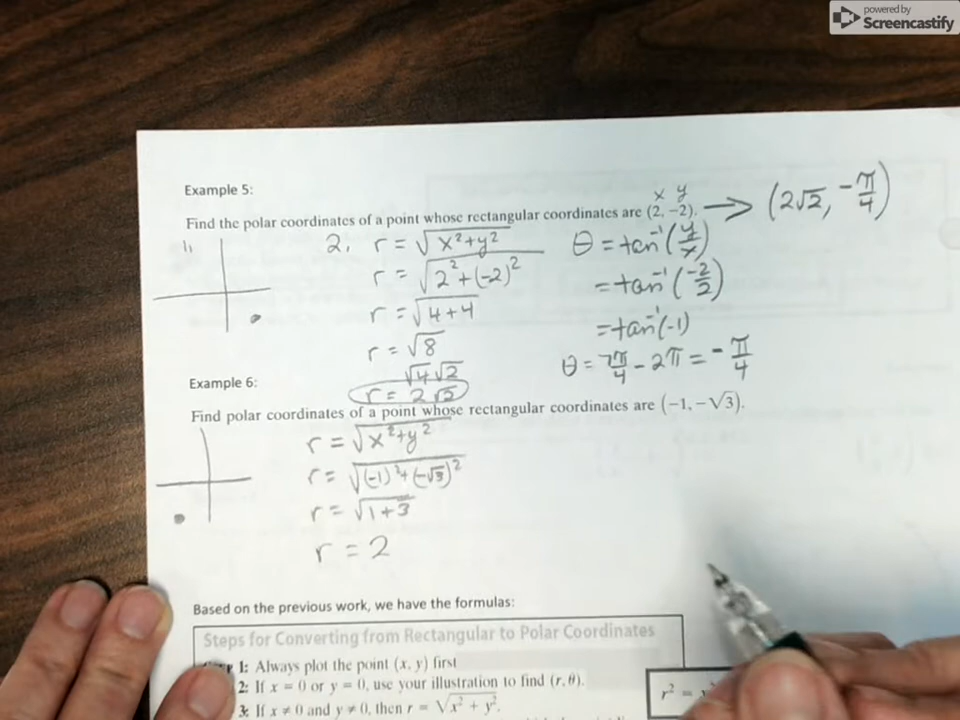 powered by
Screencastify
Example 5:
x y
Find the polar coordinates of a point whose rectangular coordinates are (2, −2). → (2√2, −π/4)
1.
2. r = √(x²+y²)
r = √(2²+(-2)²)
r = √(4+4)
r = √8
√4√2
r = 2√2
θ = tan⁻¹(y/x)
= tan⁻¹(-2/2)
= tan⁻¹(-1)
θ = 7π/4 − 2π = −π/4
Example 6:
Find polar coordinates of a point whose rectangular coordinates are (−1, −√3).
r = √(x²+y²)
r = √((-1)²+(-√3)²)
r = √(1+3)
r = 2
Based on the previous work, we have the formulas:
Steps for Converting from Rectangular to Polar Coordinates
1: Always plot the point (x, y) first
2: If x = 0 or y = 0, use your illustration to find (r, θ).
3: If x ≠ 0 and y ≠ 0, then r = √(x² + y²).
r² =